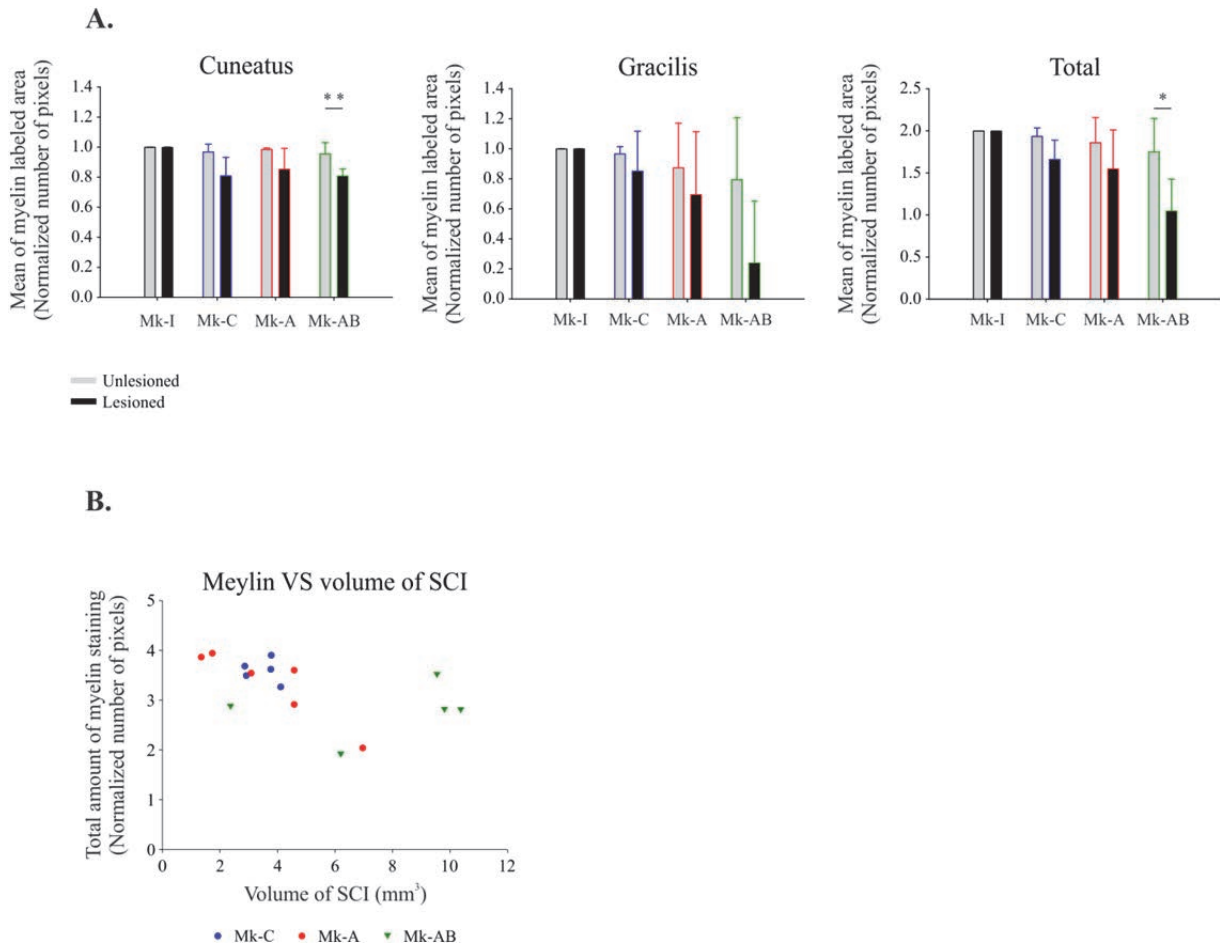 A.
Cuneatus
Mean of myelin labeled area
(Normalized number of pixels)
1.4
1.2
1.0
0.8
0.6
0.4
0.2
0.0
* *
Mk-I Mk-C Mk-A Mk-AB
Gracilis
Mean of myelin labeled area
(Normalized number of pixels)
1.4
1.2
1.0
0.8
0.6
0.4
0.2
0.0
Mk-I Mk-C Mk-A Mk-AB
Total
Mean of myelin labeled area
(Normalized number of pixels)
2.5
2.0
1.5
1.0
0.5
0.0
*
Mk-I Mk-C Mk-A Mk-AB
Unlesioned
Lesioned
B.
Meylin VS volume of SCI
Total amount of myelin staining
(Normalized number of pixels)
5
4
3
2
1
0
0 2 4 6 8 10 12
Volume of SCI (mm³)
Mk-C Mk-A Mk-AB